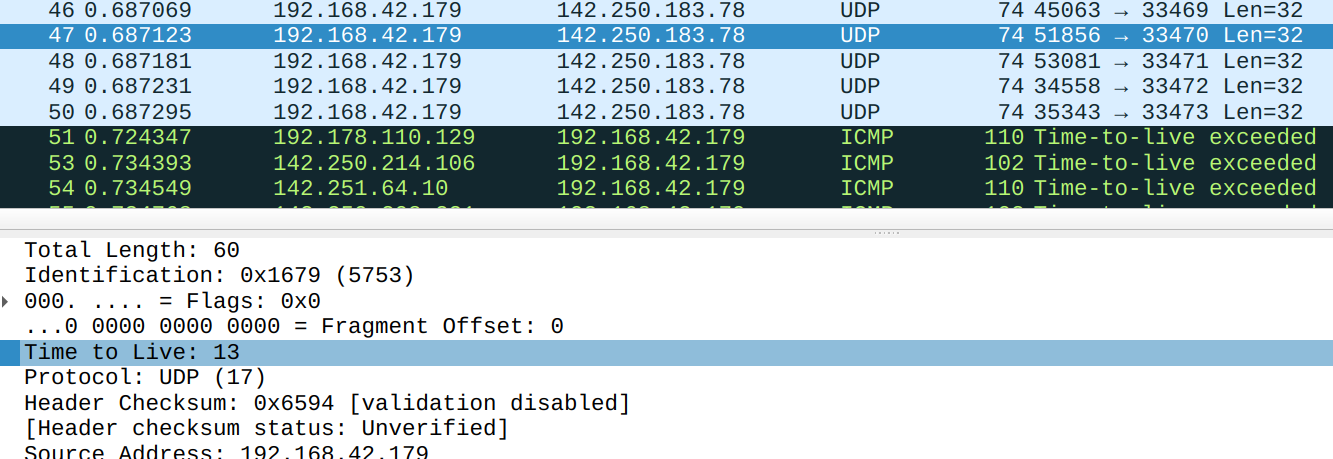 46 0.687069 192.168.42.179 142.250.183.78 UDP 74 45063 → 33469 Len=32
47 0.687123 192.168.42.179 142.250.183.78 UDP 74 51856 → 33470 Len=32
48 0.687181 192.168.42.179 142.250.183.78 UDP 74 53081 → 33471 Len=32
49 0.687231 192.168.42.179 142.250.183.78 UDP 74 34558 → 33472 Len=32
50 0.687295 192.168.42.179 142.250.183.78 UDP 74 35343 → 33473 Len=32
51 0.724347 192.178.110.129 192.168.42.179 ICMP 110 Time-to-live exceeded
53 0.734393 142.250.214.106 192.168.42.179 ICMP 102 Time-to-live exceeded
54 0.734549 142.251.64.10 192.168.42.179 ICMP 110 Time-to-live exceeded
Total Length: 60
Identification: 0x1679 (5753)
000. .... = Flags: 0x0
...0 0000 0000 0000 = Fragment Offset: 0
Time to Live: 13
Protocol: UDP (17)
Header Checksum: 0x6594 [validation disabled]
[Header checksum status: Unverified]
Source Address: 192.168.42.179